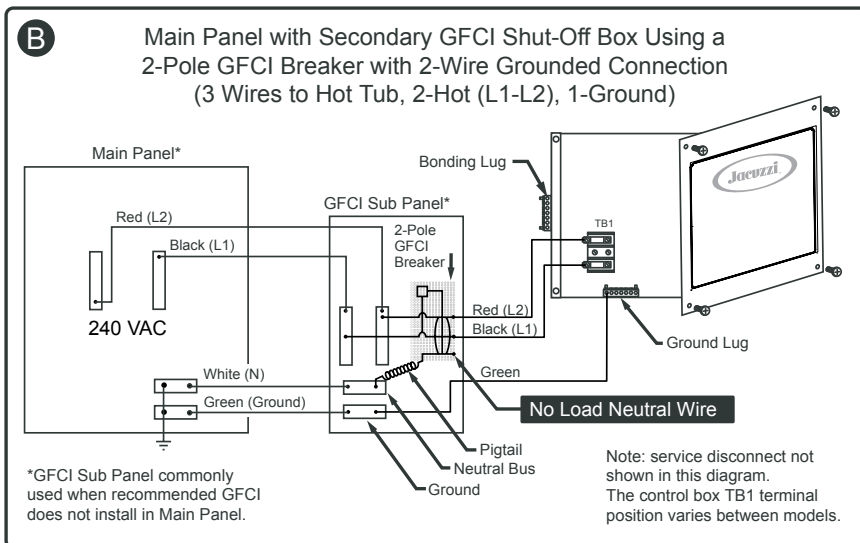 B
Main Panel with Secondary GFCI Shut-Off Box Using a
2-Pole GFCI Breaker with 2-Wire Grounded Connection
(3 Wires to Hot Tub, 2-Hot (L1-L2), 1-Ground)
Main Panel*
Bonding Lug
Jacuzzi
GFCI Sub Panel*
Red (L2)
2-Pole
GFCI
Breaker
TB1
Black (L1)
240 VAC
Red (L2)
Black (L1)
Ground Lug
White (N)
Green
Green (Ground)
No Load Neutral Wire
Pigtail
Neutral Bus
Ground
*GFCI Sub Panel commonly
used when recommended GFCI
does not install in Main Panel.
Note: service disconnect not
shown in this diagram.
The control box TB1 terminal
position varies between models.